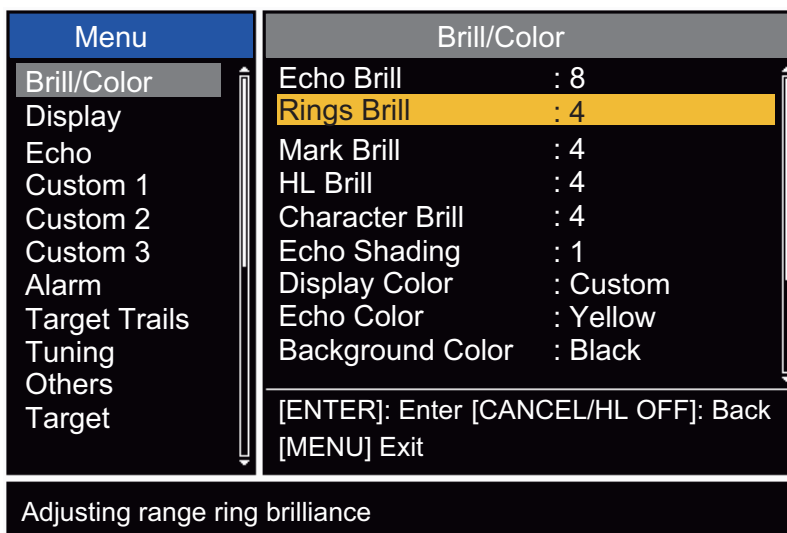 Menu
Brill/Color
Display
Echo
Custom 1
Custom 2
Custom 3
Alarm
Target Trails
Tuning
Others
Target
Brill/Color
Echo Brill : 8
Rings Brill : 4
Mark Brill : 4
HL Brill : 4
Character Brill : 4
Echo Shading : 1
Display Color : Custom
Echo Color : Yellow
Background Color : Black
[ENTER]: Enter [CANCEL/HL OFF]: Back
[MENU] Exit
Adjusting range ring brilliance